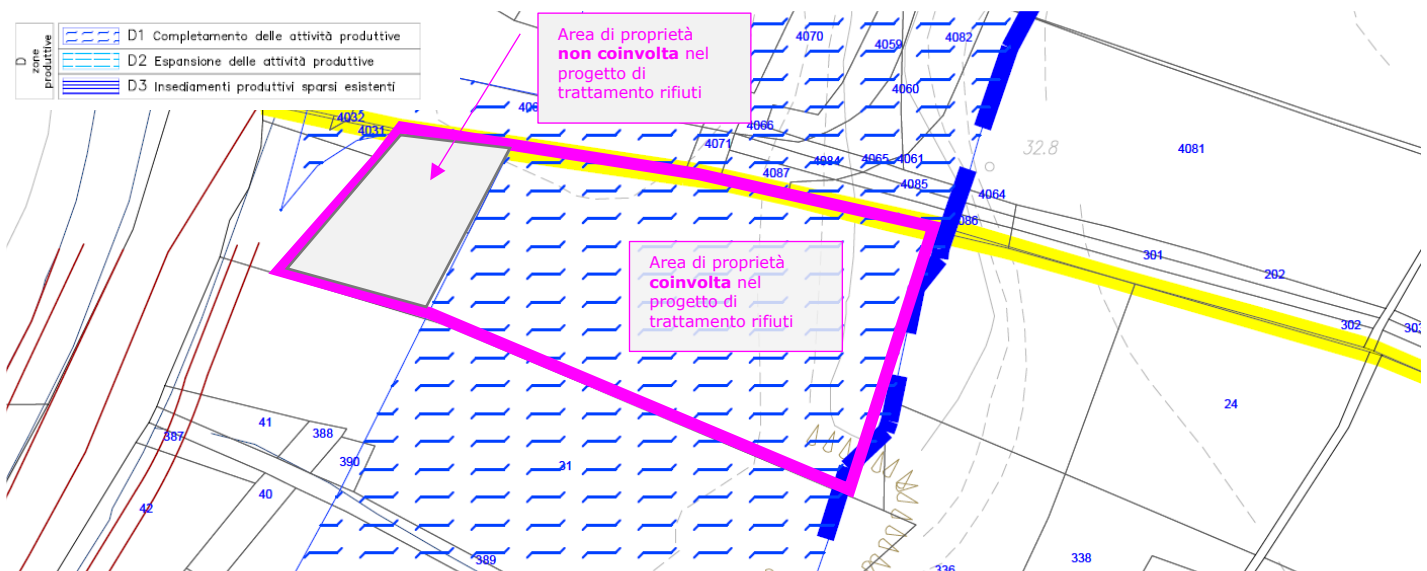 D
zone
produttive
D1 Completamento delle attività produttive
D2 Espansione delle attività produttive
D3 Insediamenti produttivi sparsi esistenti
Area di proprietà
non coinvolta nel
progetto di
trattamento rifiuti
4070
4059
4082
4060
4032
4031
4066
4071
4084
4065
4061
4087
4085
4064
32.8
4081
301
202
302
24
Area di proprietà
coinvolta nel
progetto di
trattamento rifiuti
41
388
387
390
31
40
42
389
338